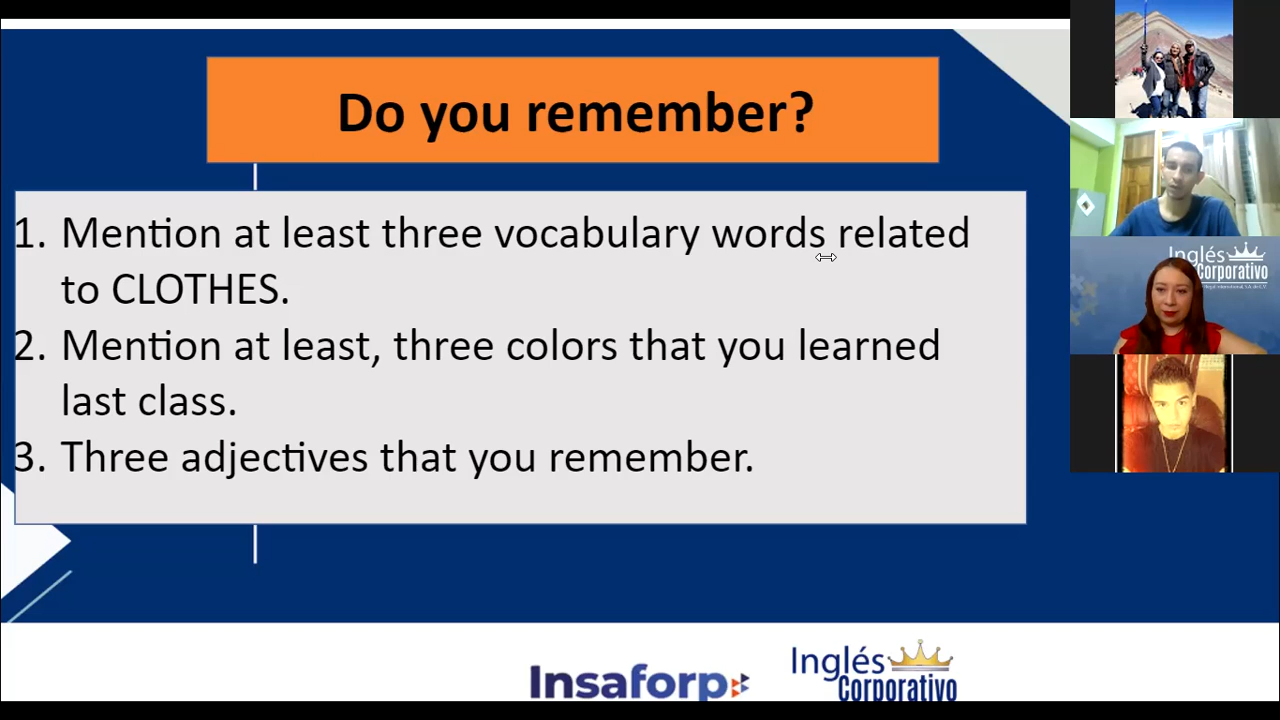 Do you remember?
1. Mention at least three vocabulary words related
to CLOTHES.
2. Mention at least, three colors that you learned
last class.
3. Three adjectives that you remember.
Inglés
Corporativo
Insaforp
Inglés
Corporativo